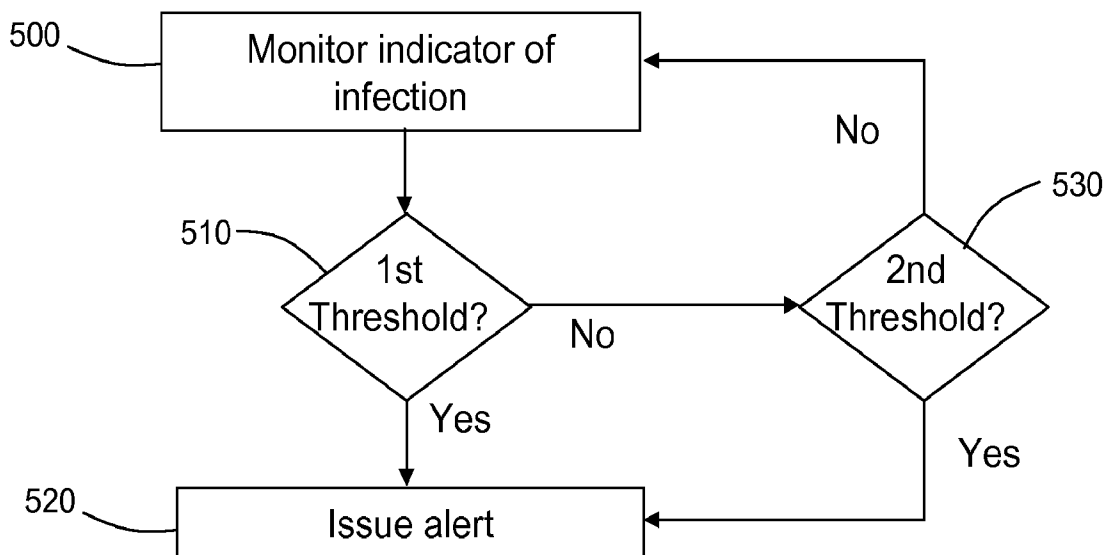 500
Monitor indicator of
infection
No
530
510
1st
Threshold?
2nd
Threshold?
No
Yes
Yes
520
Issue alert